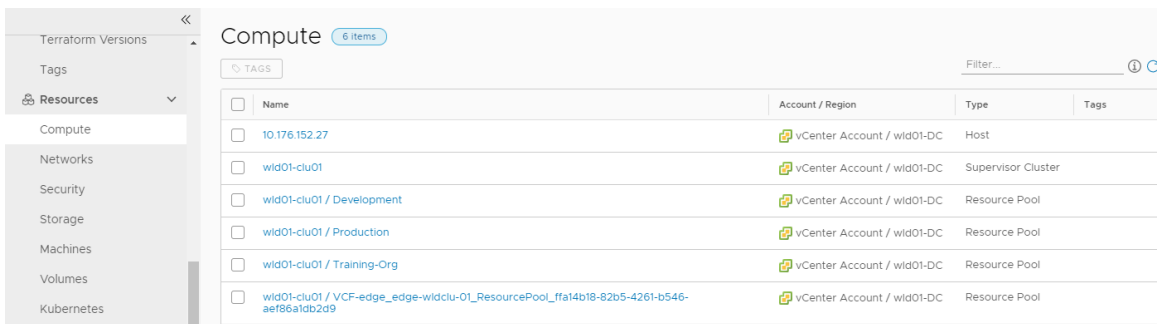 Terraform Versions
Tags
Resources
Compute
Networks
Security
Storage
Machines
Volumes
Kubernetes
Compute 6 items
TAGS
Filter...
Name Account / Region Type Tags
10.176.152.27 vCenter Account / wld01-DC Host
wld01-clu01 vCenter Account / wld01-DC Supervisor Cluster
wld01-clu01 / Development vCenter Account / wld01-DC Resource Pool
wld01-clu01 / Production vCenter Account / wld01-DC Resource Pool
wld01-clu01 / Training-Org vCenter Account / wld01-DC Resource Pool
wld01-clu01 / VCF-edge_edge-wldclu-01_ResourcePool_ffa14b18-82b5-4261-b546- vCenter Account / wld01-DC Resource Pool
aef86a1db2d9